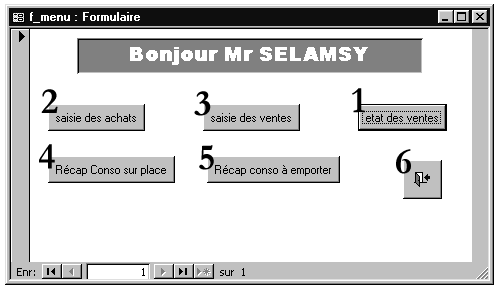 f_menu : Formulaire
Bonjour Mr SELAMSY
2 saisie des achats
3 saisie des ventes
1 etat des ventes
4 Récap Conso sur place
5 Récap conso à emporter
6
Enr: 1 sur 1